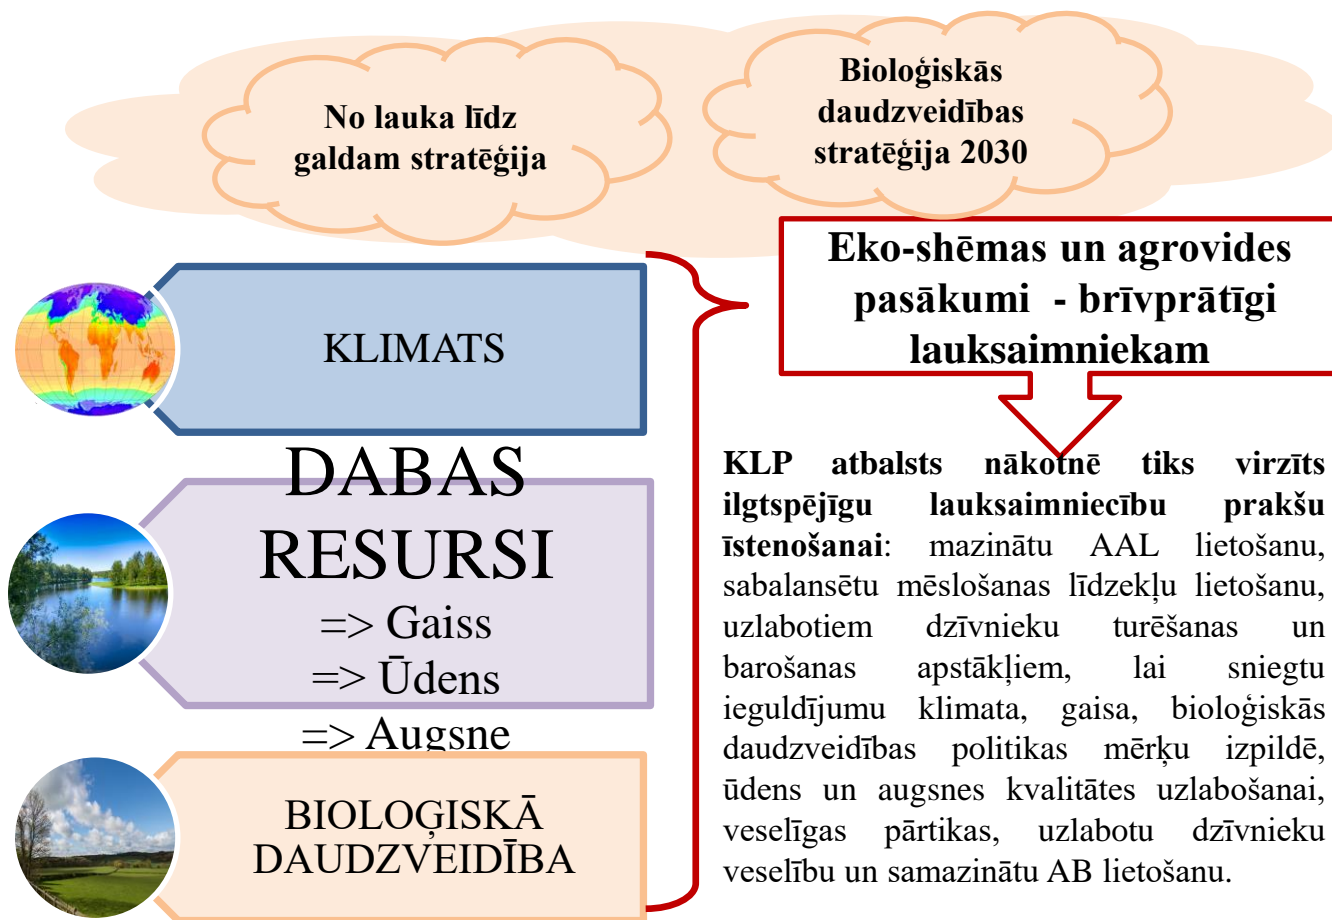 No lauka līdz
galdam stratēģija
Bioloģiskās
daudzveidības
stratēģija 2030
KLIMATS
DABAS
RESURSI
=> Gaiss
=> Ūdens
=> Augsne
BIOLOĢISKĀ
DAUDZVEIDĪBA
Eko-shēmas un agrovides
pasākumi - brīvprātīgi
lauksaimniekam
KLP atbalsts nākotnē tiks virzīts
ilgtspējīgu lauksaimniecību prakšu
īstenošanai: mazinātu AAL lietošanu,
sabalansētu mēslošanas līdzekļu lietošanu,
uzlabotiem dzīvnieku turēšanas un
barošanas apstākļiem, lai sniegtu
ieguldījumu klimata, gaisa, bioloģiskās
daudzveidības politikas mērķu izpildē,
ūdens un augsnes kvalitātes uzlabošanai,
veselīgas pārtikas, uzlabotu dzīvnieku
veselību un samazinātu AB lietošanu.